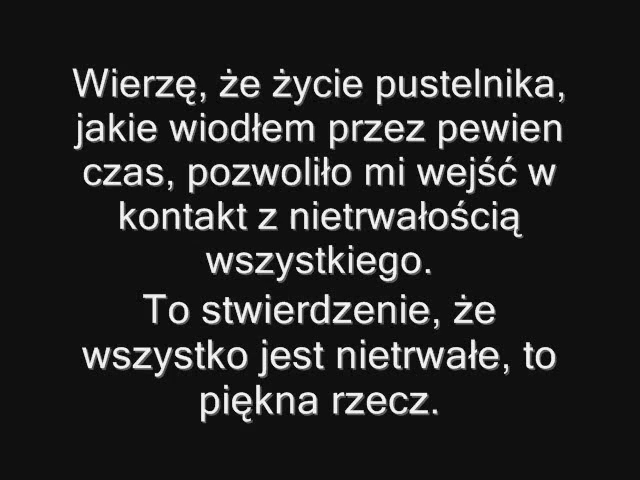 Wierzę, że życie pustelnika,
jakie wiodłem przez pewien
czas, pozwoliło mi wejść w
kontakt z nietrwałością
wszystkiego.
To stwierdzenie, że
wszystko jest nietrwałe, to
piękna rzecz.